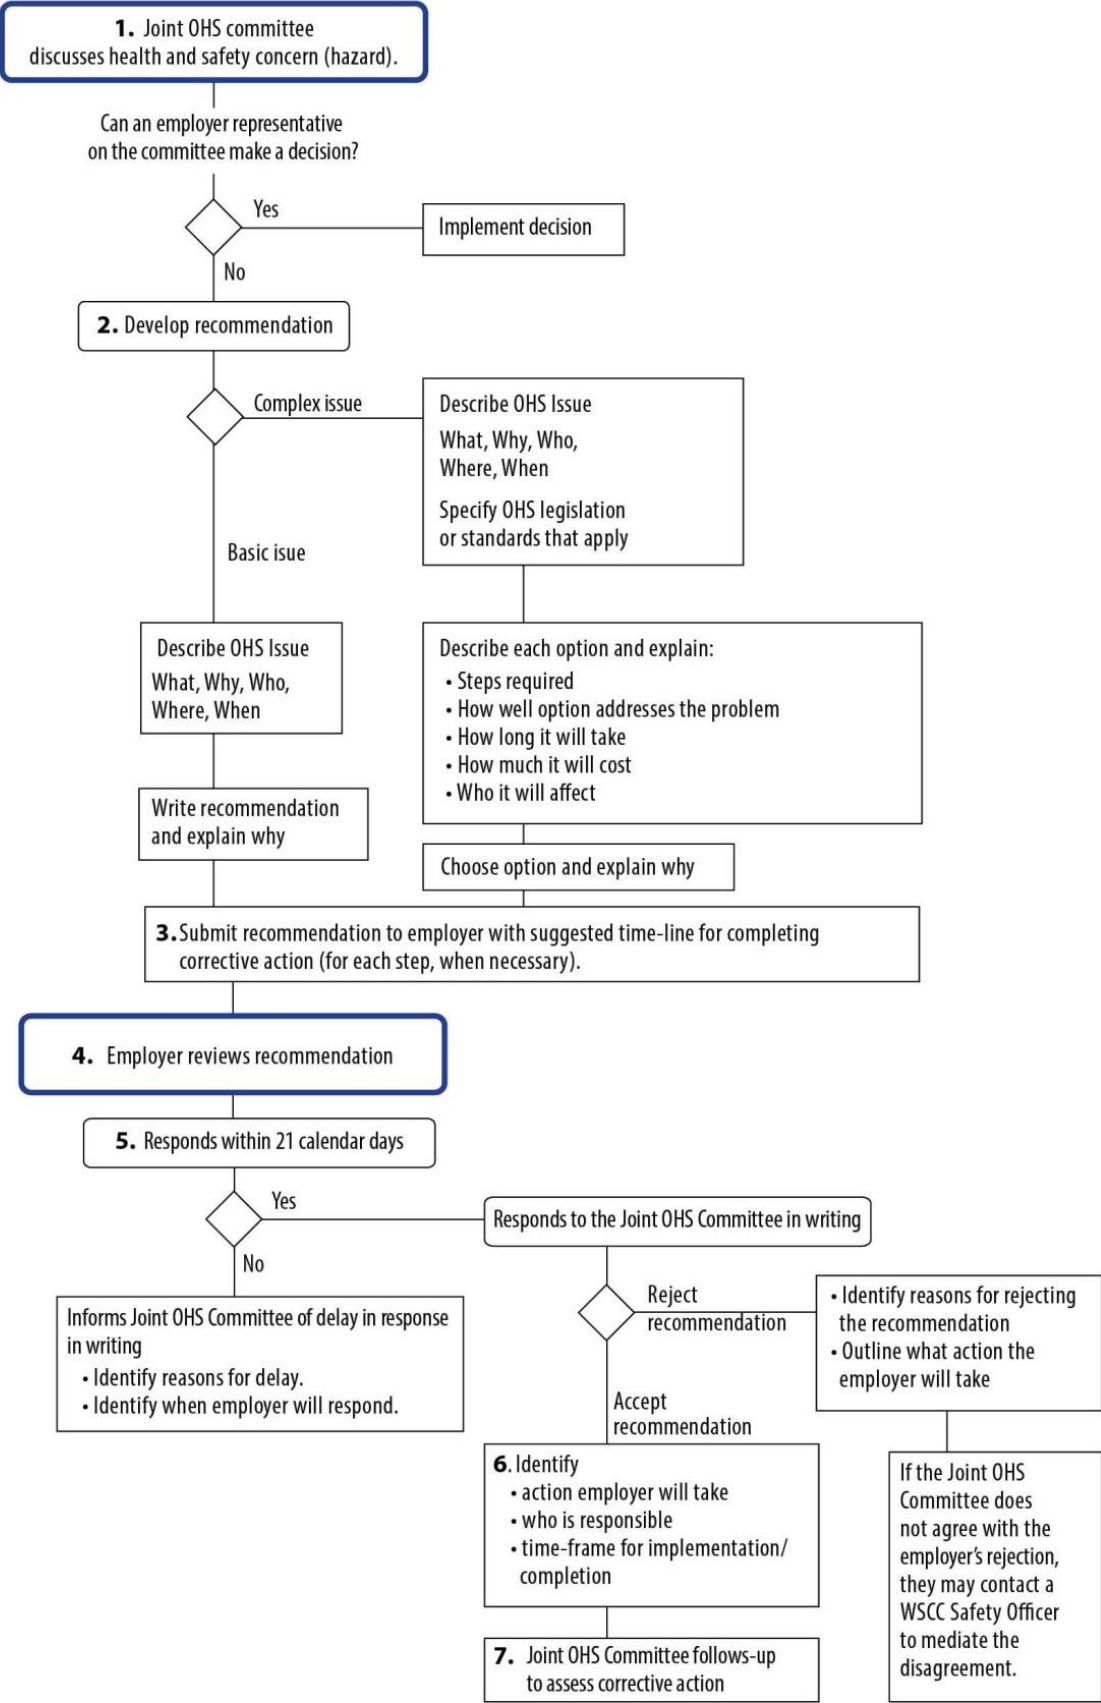 1. Joint OHS committee
discusses health and safety concern (hazard).
Can an employer representative
on the committee make a decision?
Yes
Implement decision
No
2. Develop recommendation
Complex issue
Describe OHS Issue
What, Why, Who,
Where, When
Specify OHS legislation
or standards that apply
Basic isue
Describe OHS Issue
What, Why, Who,
Where, When
Describe each option and explain:
• Steps required
• How well option addresses the problem
• How long it will take
• How much it will cost
• Who it will affect
Write recommendation
and explain why
Choose option and explain why
3. Submit recommendation to employer with suggested time-line for completing
corrective action (for each step, when necessary).
4. Employer reviews recommendation
5. Responds within 21 calendar days
Yes
Responds to the Joint OHS Committee in writing
No
Informs Joint OHS Committee of delay in response
in writing
• Identify reasons for delay.
• Identify when employer will respond.
Reject
recommendation
• Identify reasons for rejecting
the recommendation
• Outline what action the
employer will take
Accept
recommendation
6. Identify
• action employer will take
• who is responsible
• time-frame for implementation/
completion
If the Joint OHS
Committee does
not agree with the
employer's rejection,
they may contact a
WSCC Safety Officer
to mediate the
disagreement.
7. Joint OHS Committee follows-up
to assess corrective action